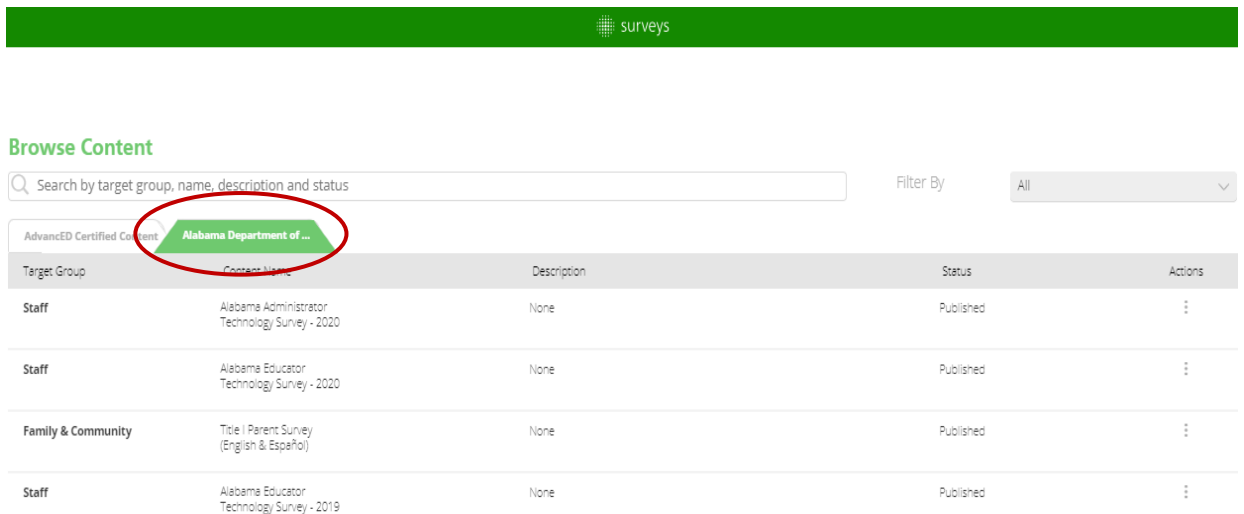 surveys
Browse Content
Search by target group, name, description and status
Filter By
All
AdvancED Certified Content
Alabama Department of ...
Target Group Content Name Description Status Actions
Staff Alabama Administrator None Published
Technology Survey - 2020
Staff Alabama Educator None Published
Technology Survey - 2020
Family & Community Title I Parent Survey None Published
(English & Español)
Staff Alabama Educator None Published
Technology Survey - 2019